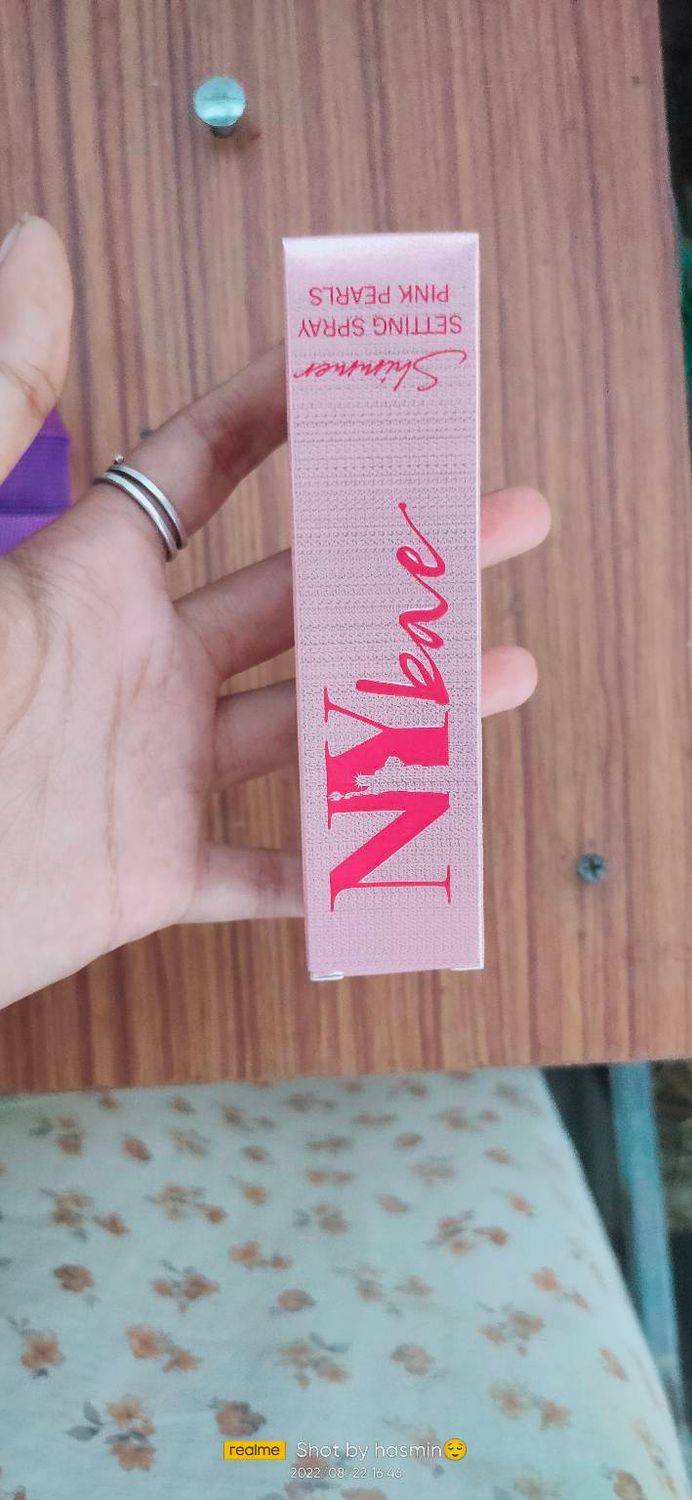 NYbae
Shimmer
SETTING SPRAY
PINK PEARLS
realme Shot by hasmin😌
2022/08/22 16:46